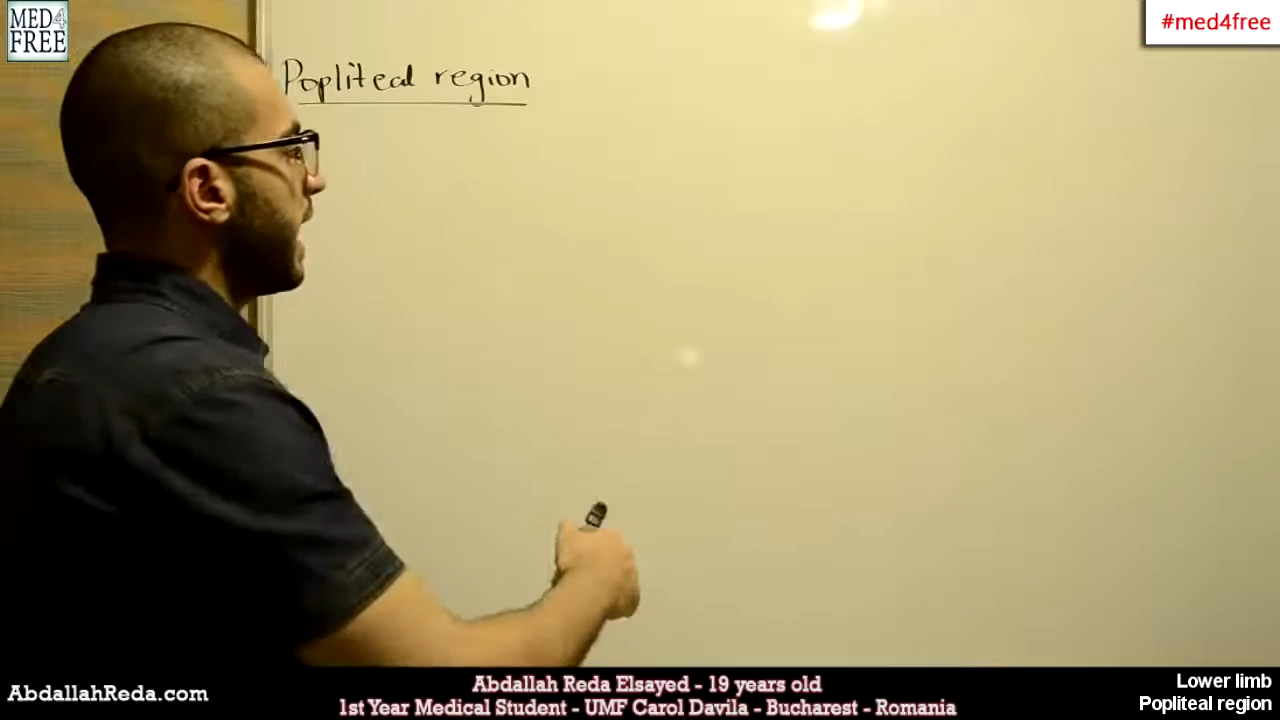 MED4
FREE
#med4free
Popliteal region
AbdallahReda.com
Abdallah Reda Elsayed - 19 years old
1st Year Medical Student - UMF Carol Davila - Bucharest - Romania
Lower limb
Popliteal region